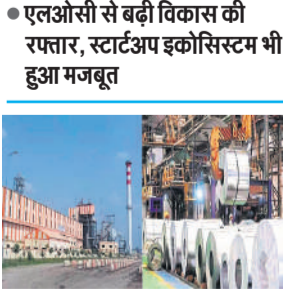 ● एलओसी से बढ़ी विकास की
रफ्तार, स्टार्टअप इकोसिस्टम भी
हुआ मजबूत